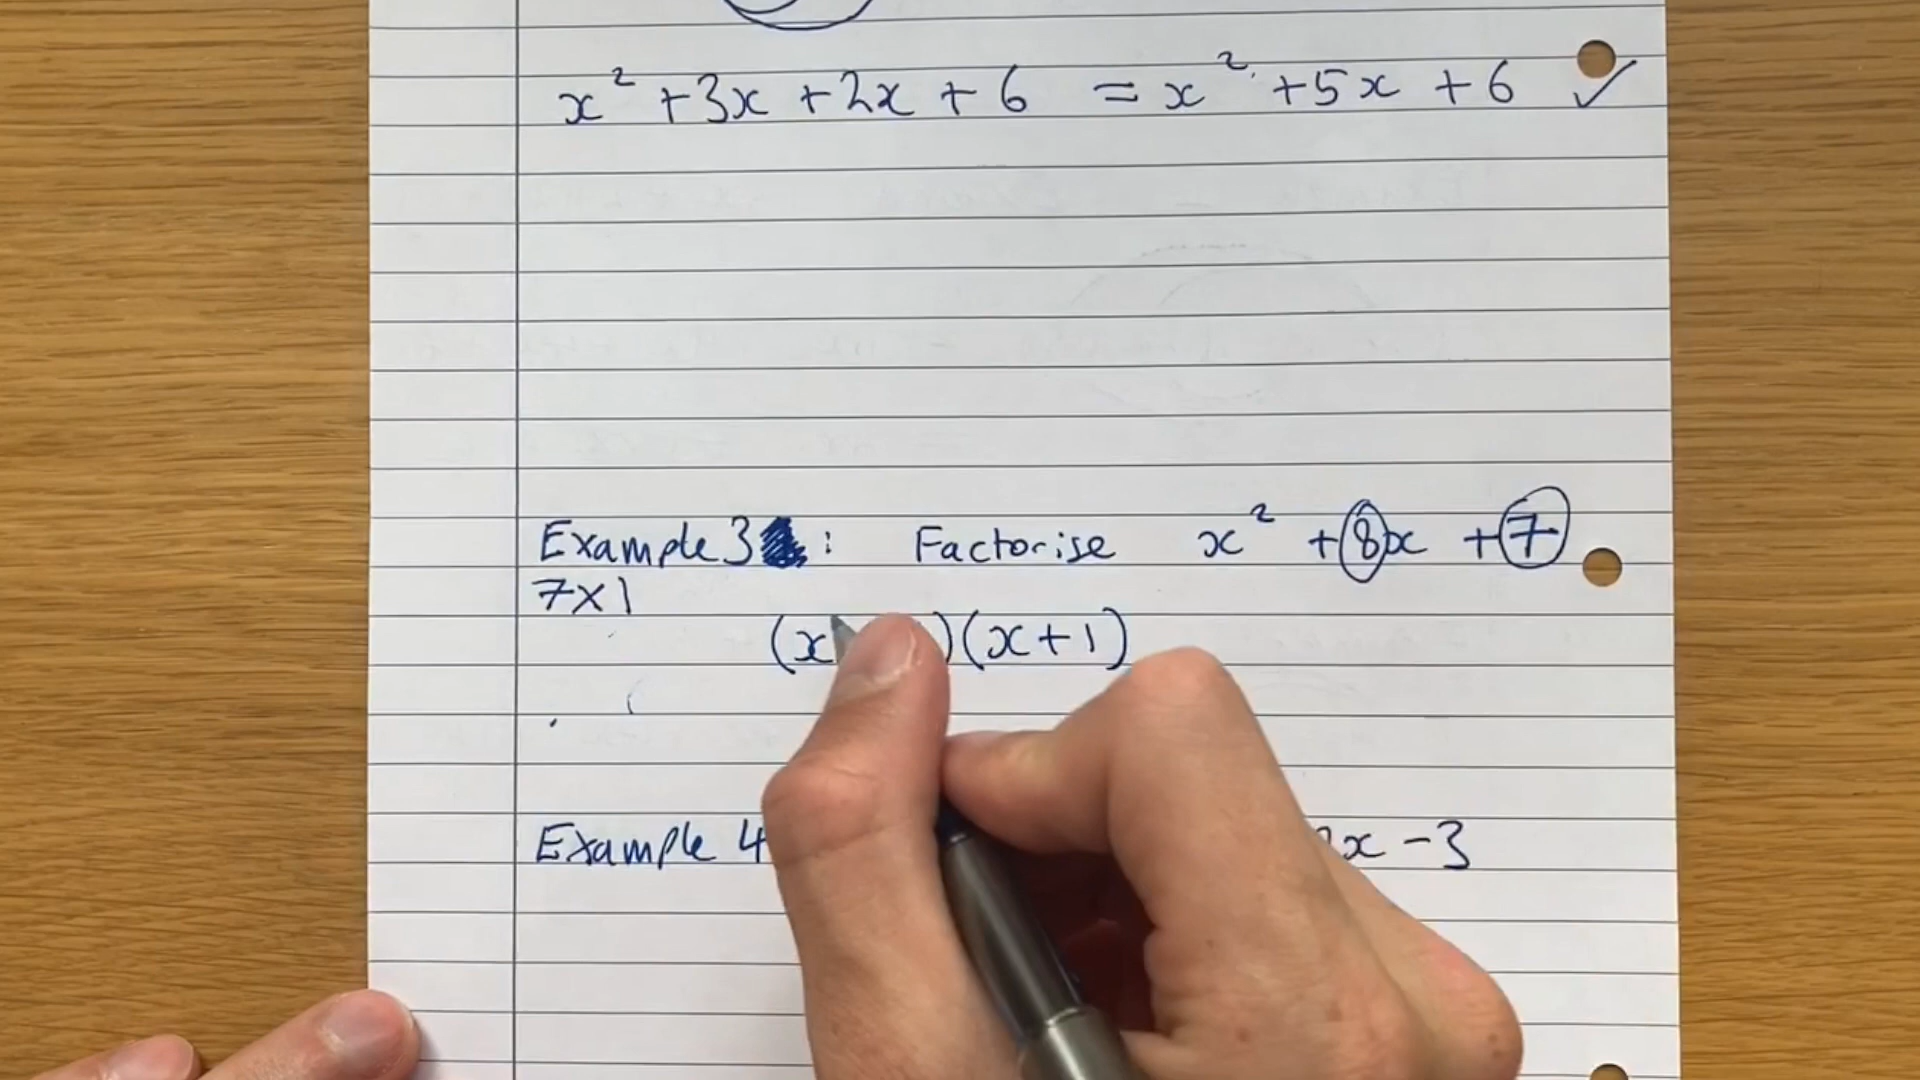 x² + 3x + 2x + 6 = x² + 5x + 6 ✓
Example 3 : Factorise x² + 8x + 7
7 x 1
(x )(x + 1)
Example 4 x - 3